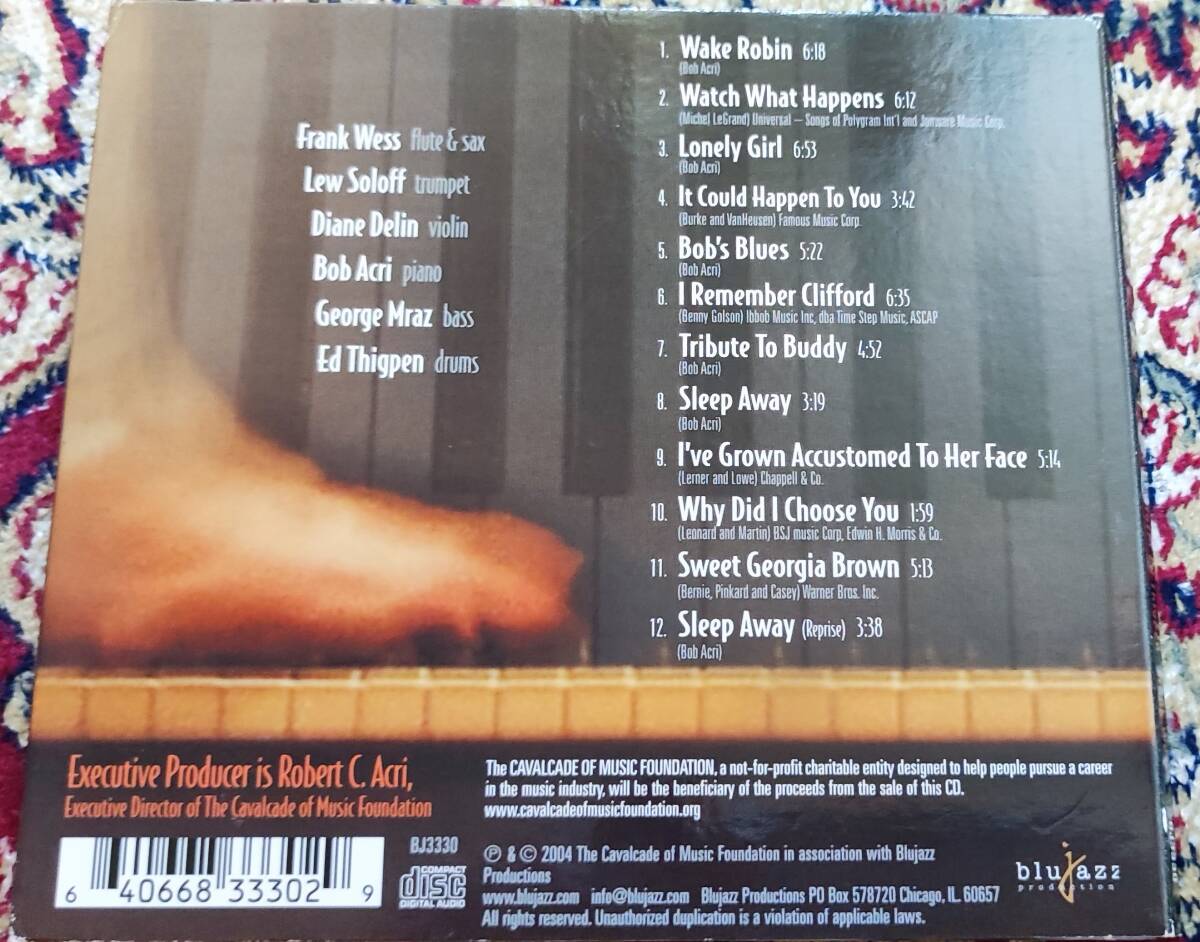 Frank Wess flute & sax
Lew Soloff trumpet
Diane Delin violin
Bob Acri piano
George Mraz bass
Ed Thigpen drums
1. Wake Robin 6:18
(Bob Acri)
2. Watch What Happens 6:12
(Michel LeGrand) Universal – Songs of Polygram Int'l and Jonware Music Corp.
3. Lonely Girl 6:53
(Bob Acri)
4. It Could Happen To You 3:42
(Burke and VanHeusen) Famous Music Corp.
5. Bob's Blues 5:22
(Bob Acri)
6. I Remember Clifford 6:35
(Benny Golson) Ibbob Music Inc, dba Time Step Music, ASCAP
7. Tribute To Buddy 4:52
(Bob Acri)
8. Sleep Away 3:19
(Bob Acri)
9. I've Grown Accustomed To Her Face 5:14
(Lerner and Lowe) Chappell & Co.
10. Why Did I Choose You 1:59
(Leonard and Martin) BSJ music Corp, Edwin H. Morris & Co.
11. Sweet Georgia Brown 5:13
(Bernie, Pinkard and Casey) Warner Bros. Inc.
12. Sleep Away (Reprise) 3:38
(Bob Acri)
Executive Producer is Robert C. Acri,
Executive Director of The Cavalcade of Music Foundation
The CAVALCADE OF MUSIC FOUNDATION, a not-for-profit charitable entity designed to help people pursue a career
in the music industry, will be the beneficiary of the proceeds from the sale of this CD.
www.cavalcadeofmusicfoundation.org
BJ3330
6 40668 33302 9
COMPACT
disc
DIGITAL AUDIO
℗ & © 2004 The Cavalcade of Music Foundation in association with Blujazz
Productions
www.blujazz.com info@blujazz.com Blujazz Productions PO Box 578720 Chicago, IL 60657
All rights reserved. Unauthorized duplication is a violation of applicable laws.
blujazz
production